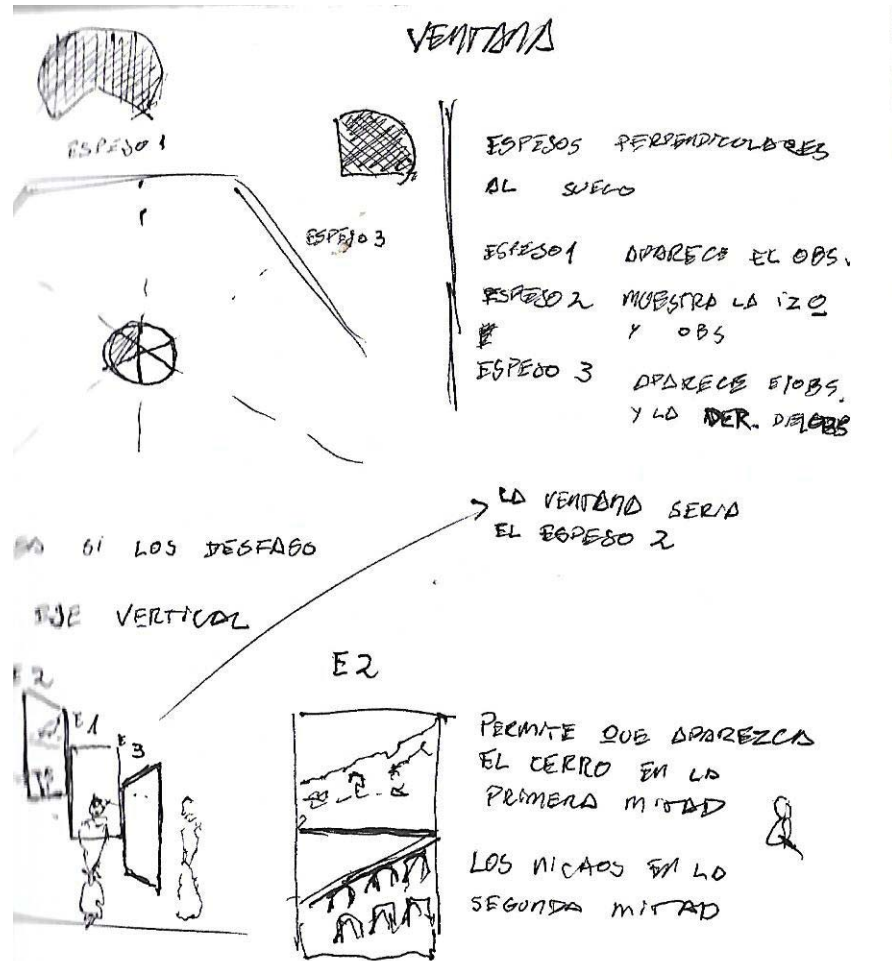 VENTANA
ESPEJO 1
ESPEJO 3
ESPEJOS PERPENDICULARES
AL SUELO
ESPEJO 1 APARECE EL OBS.
ESPEJO 2 MUESTRA LA IZQ
Y OBS
ESPEJO 3 APARECE EL OBS.
Y LA DER. DEL OBS
LA VENTANA SERIA
EL ESPEJO 2
SI LOS DESFASO
EJE VERTICAL
E 2
E 1
E 3
E2
PERMITE QUE APAREZCA
EL CERRO EN LA
PRIMERA MITAD
LOS NICHOS EN LA
SEGUNDA MITAD